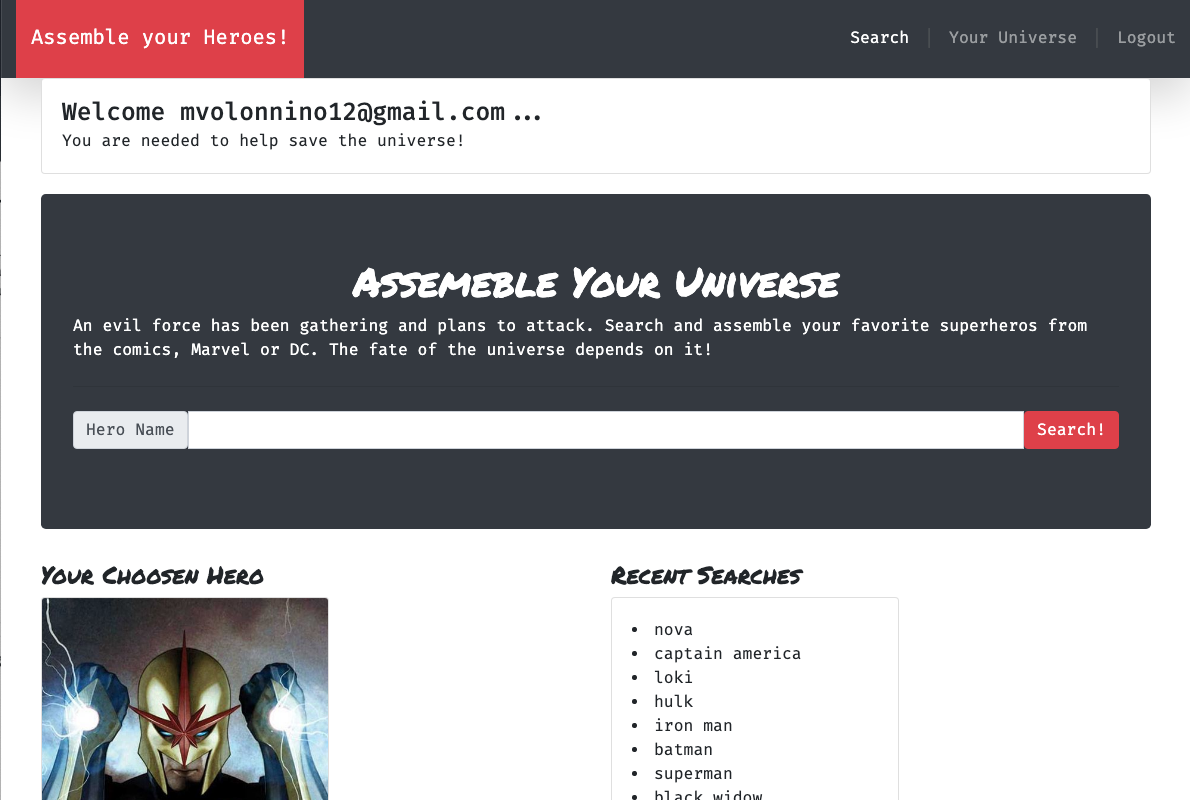 Assemble your Heroes!
Search | Your Universe | Logout
Welcome mvolonnino12@gmail.com...
You are needed to help save the universe!
Assemeble Your Universe
An evil force has been gathering and plans to attack. Search and assemble your favorite superheros from
the comics, Marvel or DC. The fate of the universe depends on it!
Hero Name
Search!
Your Choosen Hero
Recent Searches
nova
captain america
loki
hulk
iron man
batman
superman
black widow